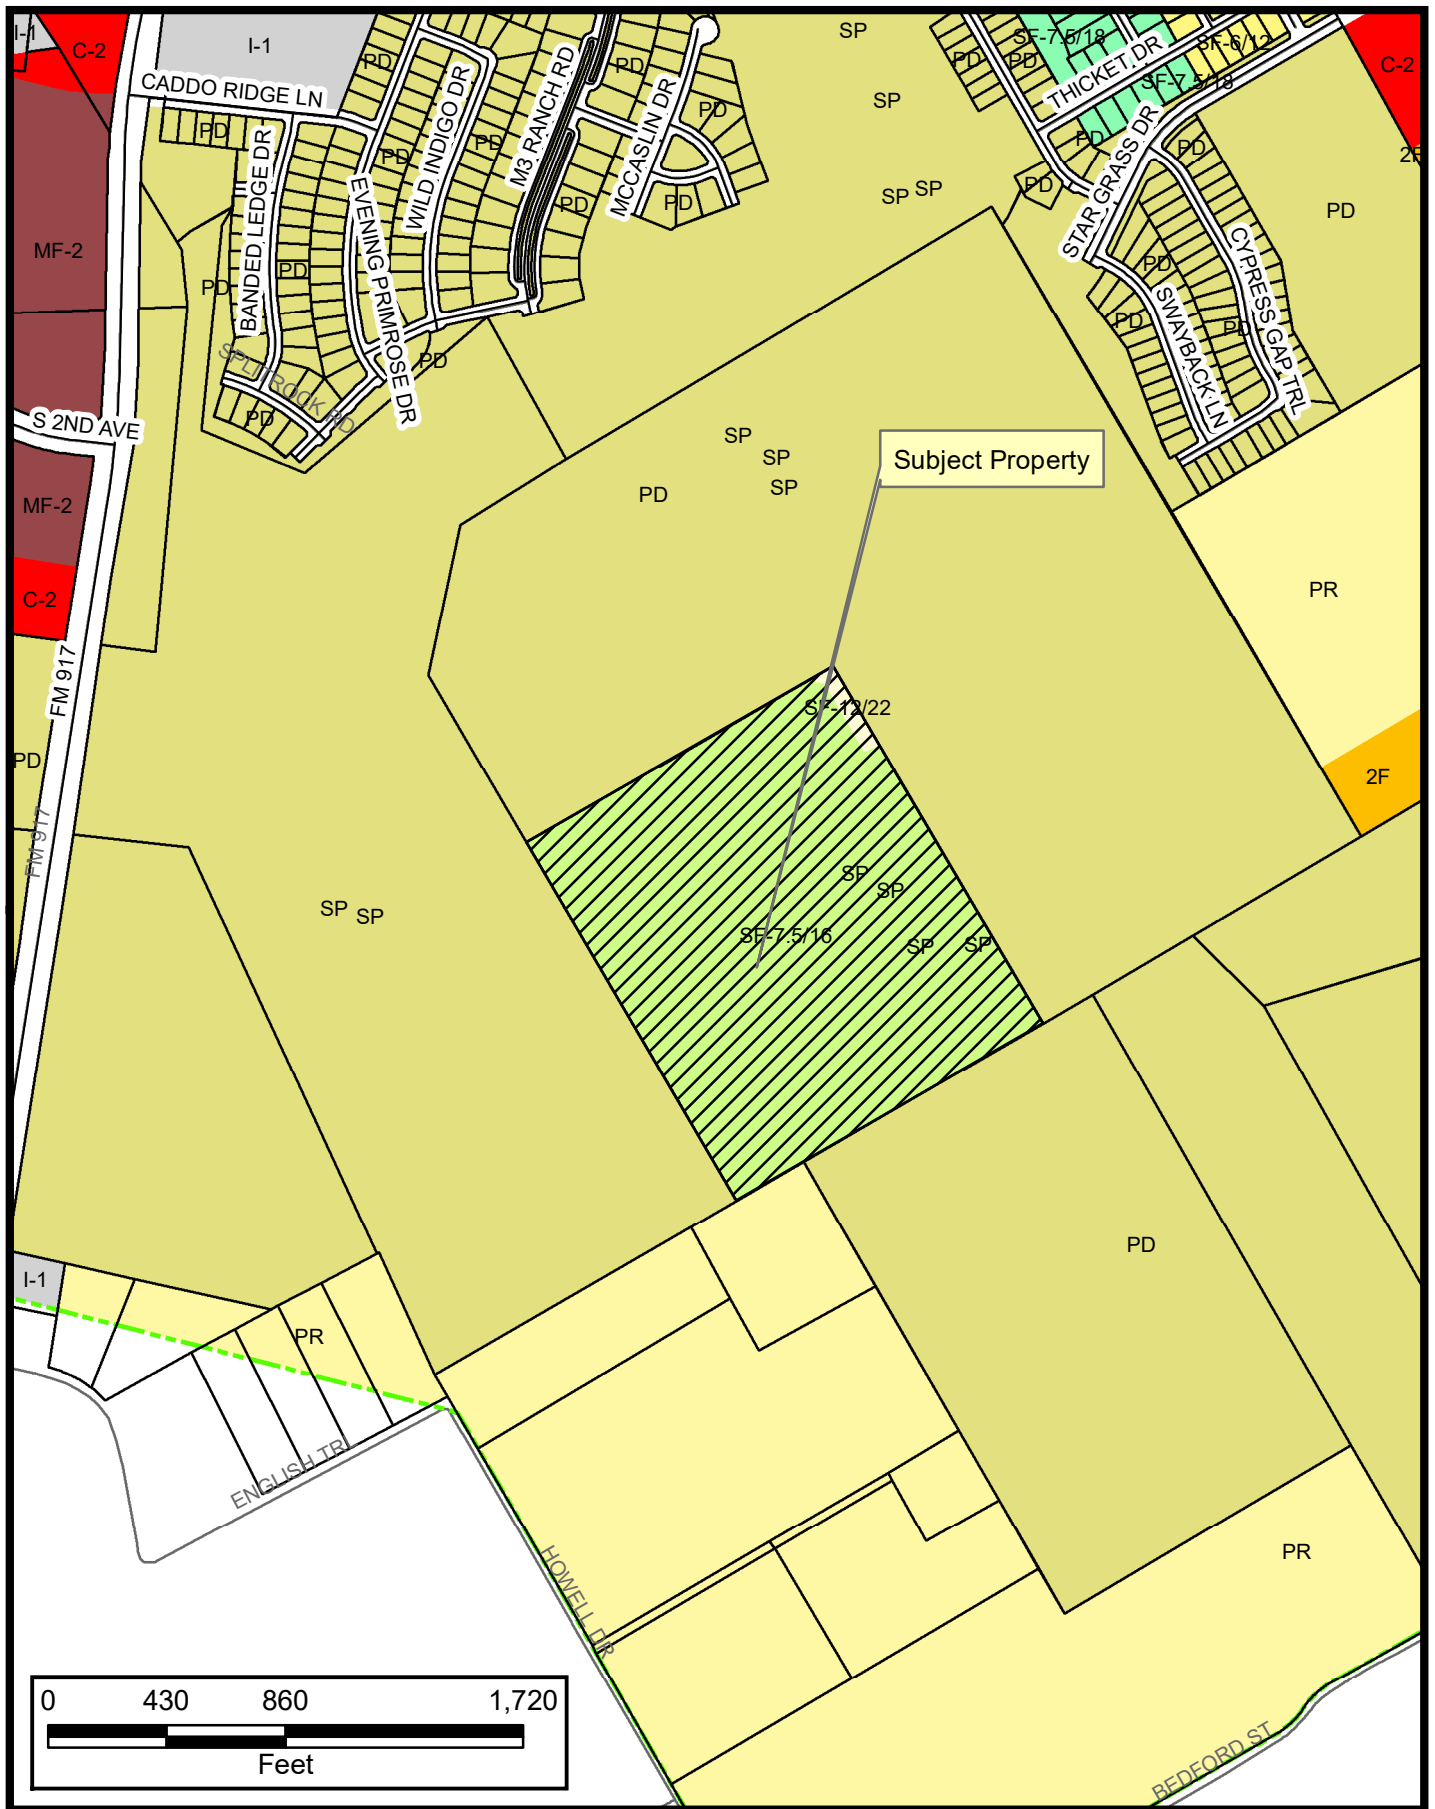 I-1
C-2
I-1
CADDO RIDGE LN
PD
PD
PD
PD
WILD INDIGO DR
PD
M3 RANCH RD
PD
PD
MCCASLIN DR
PD
PD
SP
SP
SP
SP
PD
PD
SF-7.5/18
THICKET DR
SF-6/12
SF-7.5/18
C-2
2F
PD
PD
PD
STAR GRASS DR
PD
MF-2
BANDED LEDGE DR
PD
PD
EVENING PRIMROSE DR
PD
SPLITROCK RD
PD
PD
PD
SWAYBACK LN
PD
CYPRESS GAP TRL
S 2ND AVE
MF-2
C-2
SP
SP
SP
PD
Subject Property
PR
FM 917
SF-12/22
PD
2F
FM 917
SP
SP
SP
SP
SF-7.5/16
SP
SP
PD
I-1
PR
ENGLISH TRL
HOWELL DR
PR
BEDFORD ST
0 430 860 1,720
Feet